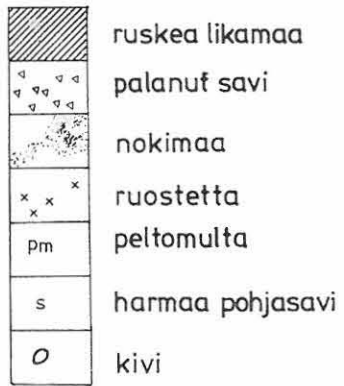 ruskea likamaa
palanut savi
nokimaa
ruostetta
pm peltomulta
s harmaa pohjasavi
kivi